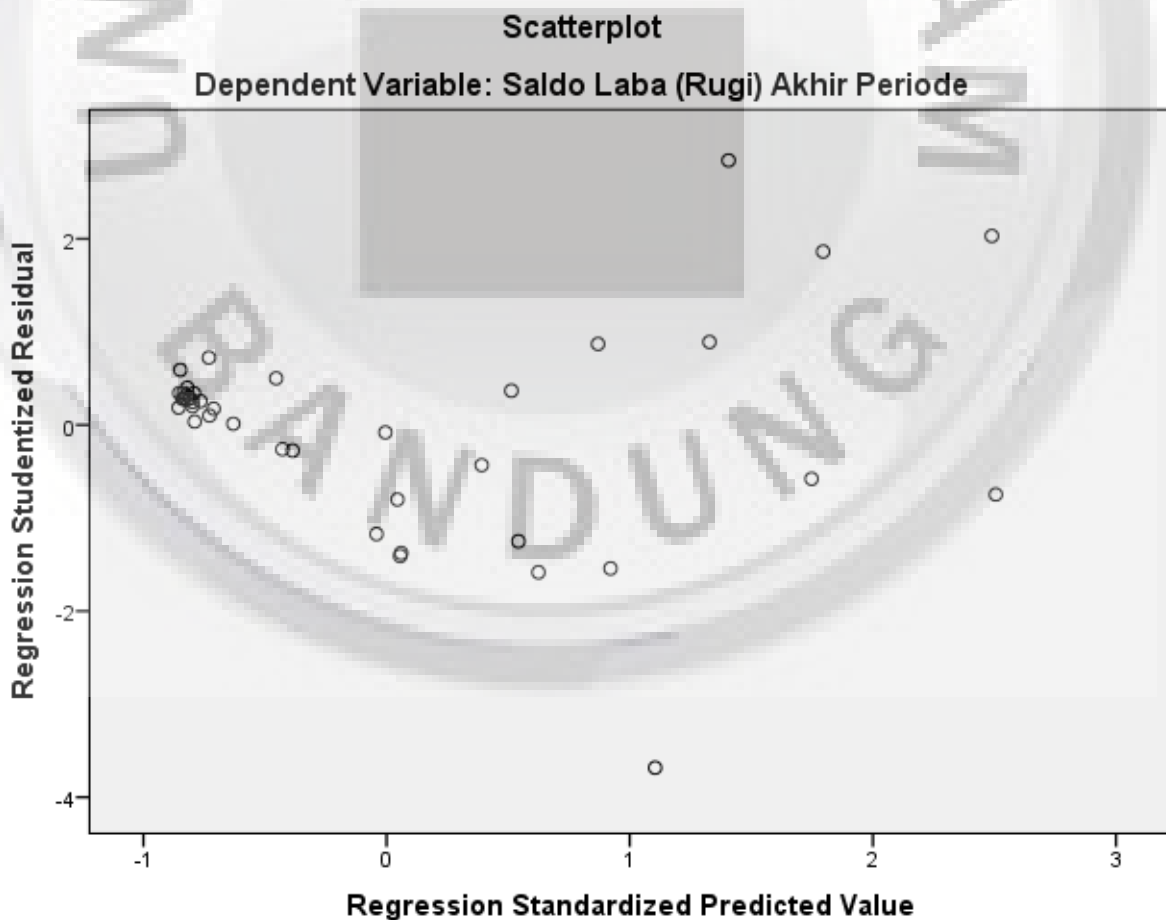 Scatterplot
Dependent Variable: Saldo Laba (Rugi) Akhir Periode
Regression Studentized Residual
2
0
-2
-4
-1
0
1
2
3
Regression Standardized Predicted Value
BANDUNG